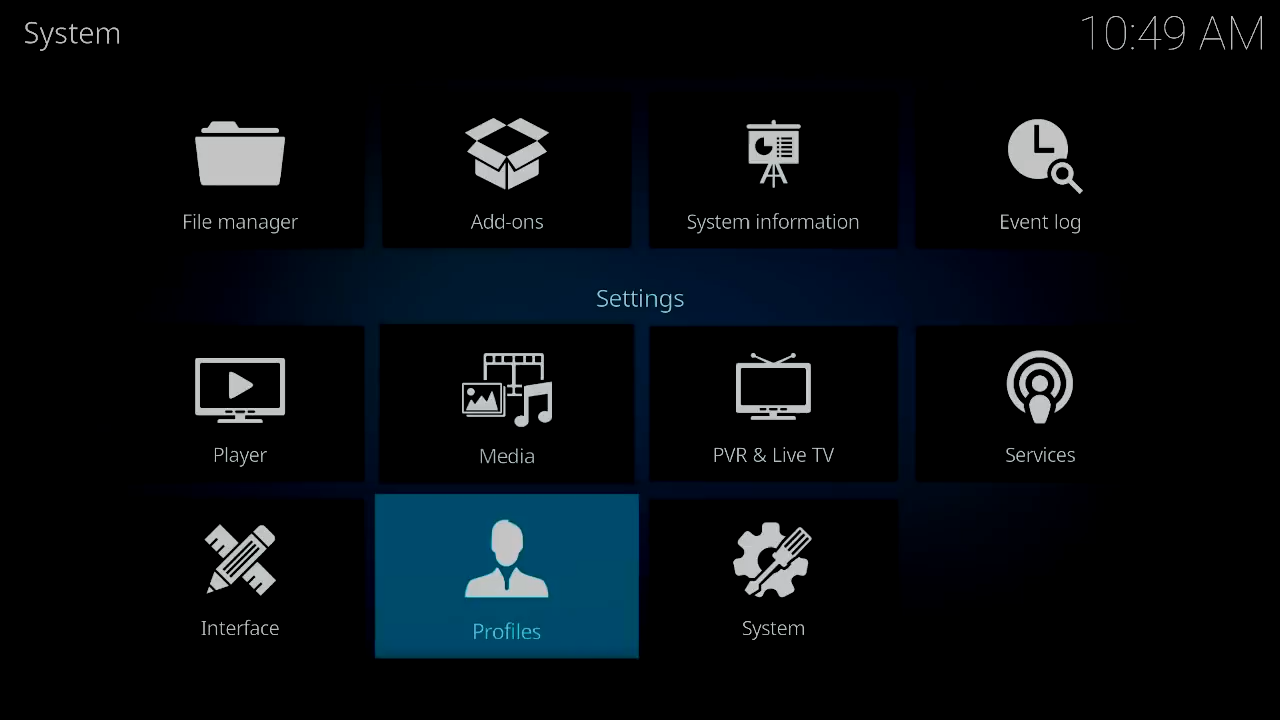 System
10:49 AM
File manager
Add-ons
System information
Event log
Settings
Player
Media
PVR & Live TV
Services
Interface
Profiles
System